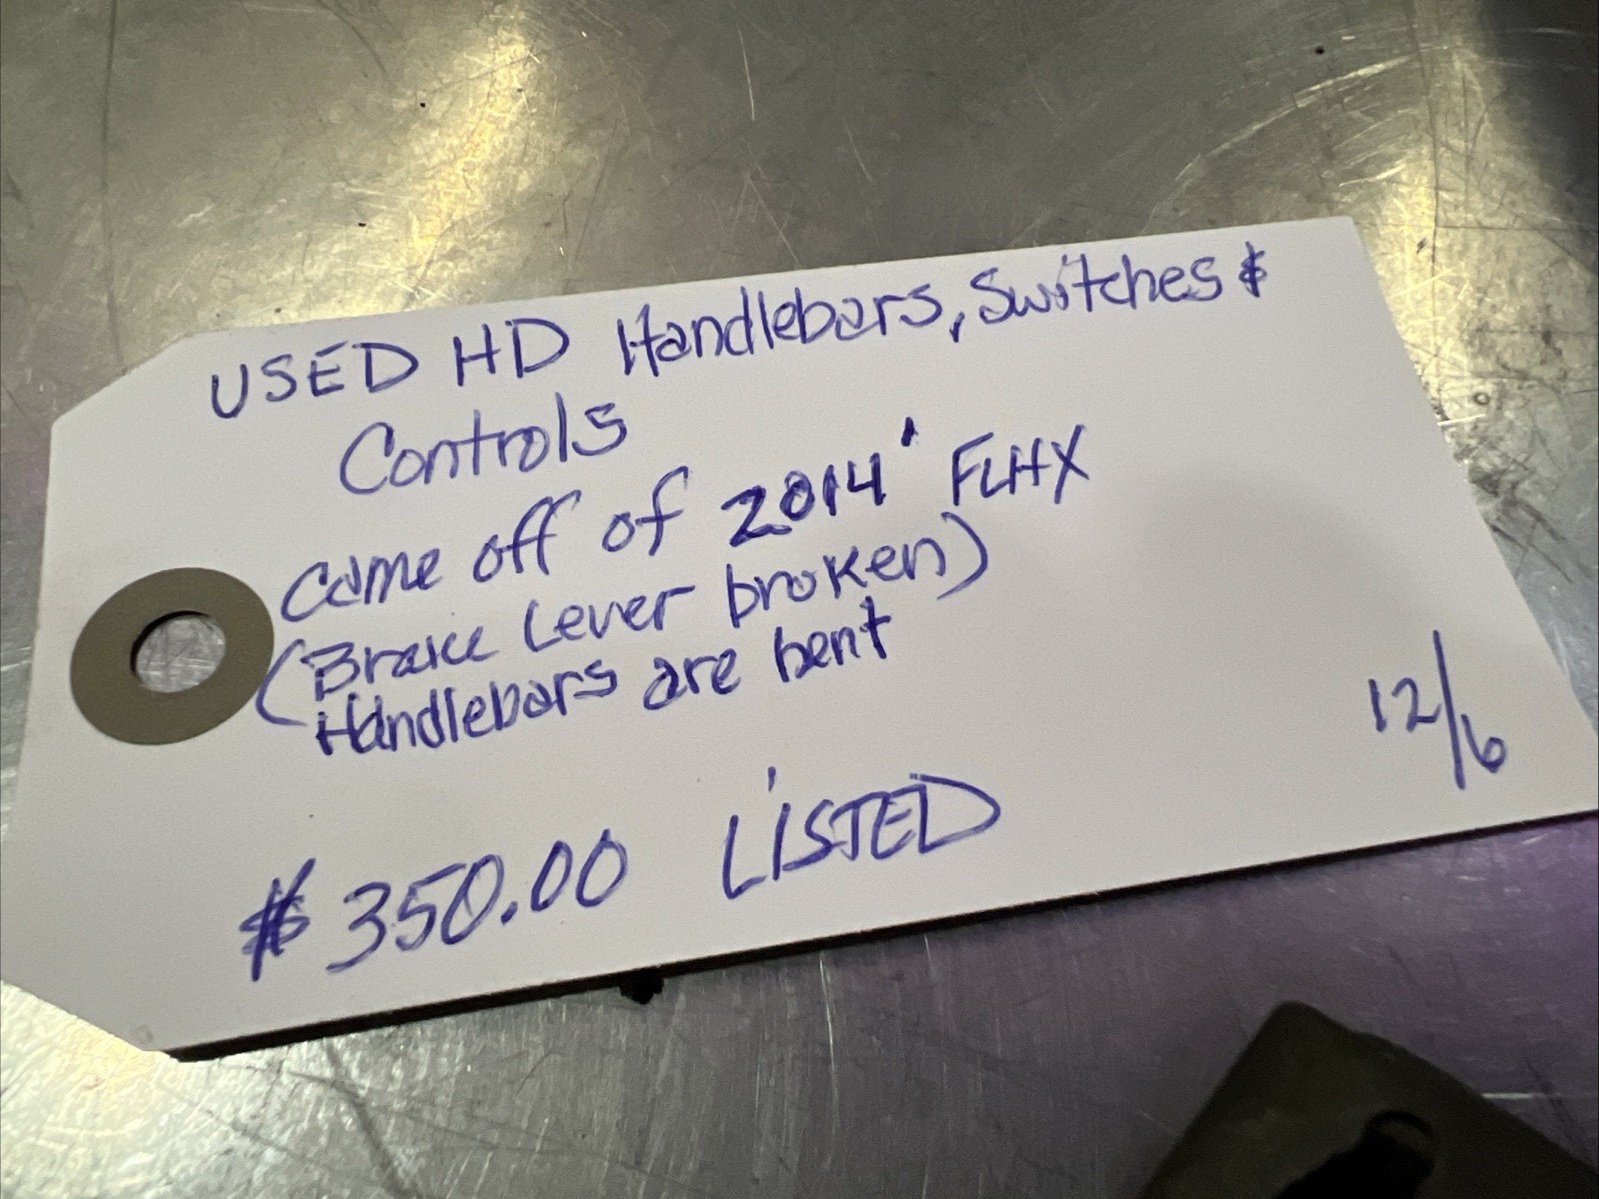 USED HD Handlebars, Switches &
Controls
Came off of 2014' FLHX
(Brake Lever broken)
Handlebars are bent
12/6
$350.00 LISTED